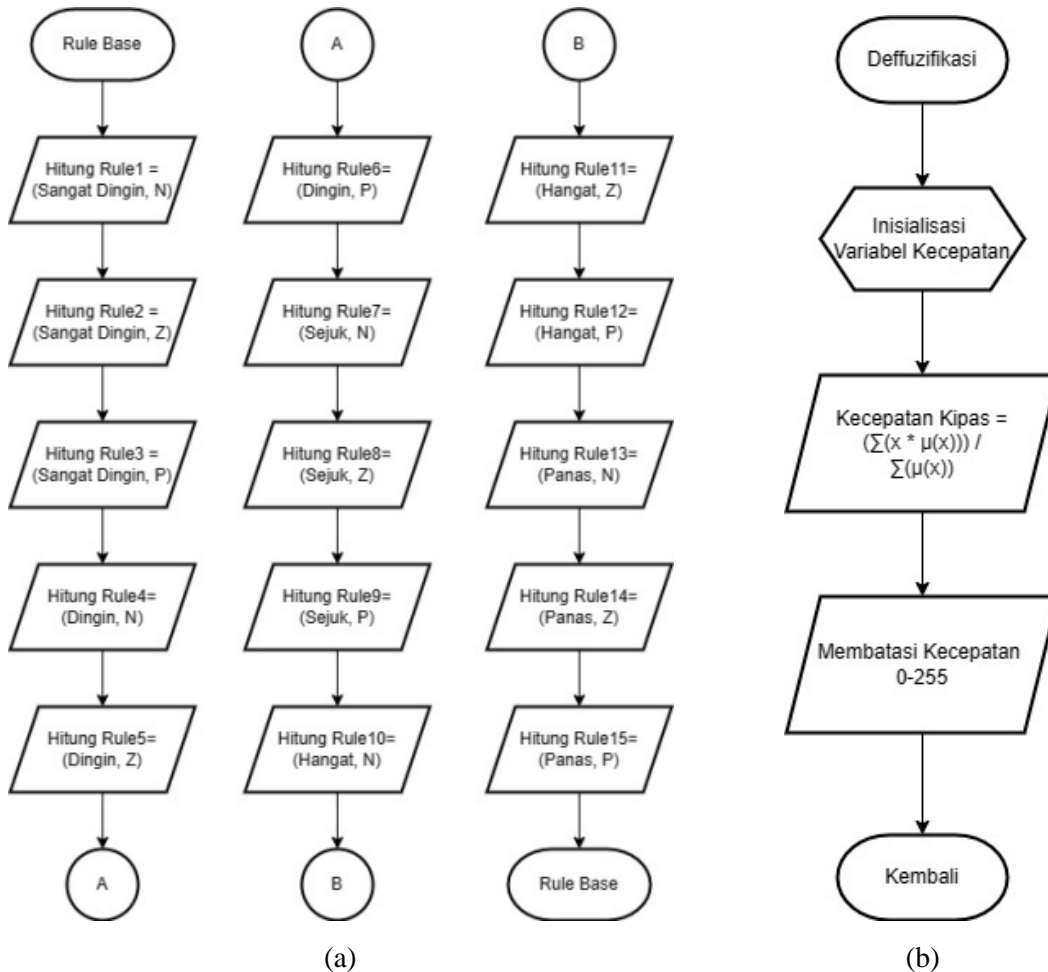 Rule Base
Hitung Rule1 =
(Sangat Dingin, N)
Hitung Rule2 =
(Sangat Dingin, Z)
Hitung Rule3 =
(Sangat Dingin, P)
Hitung Rule4=
(Dingin, N)
Hitung Rule5=
(Dingin, Z)
A
A
Hitung Rule6=
(Dingin, P)
Hitung Rule7=
(Sejuk, N)
Hitung Rule8=
(Sejuk, Z)
Hitung Rule9=
(Sejuk, P)
Hitung Rule10=
(Hangat, N)
B
B
Hitung Rule11=
(Hangat, Z)
Hitung Rule12=
(Hangat, P)
Hitung Rule13=
(Panas, N)
Hitung Rule14=
(Panas, Z)
Hitung Rule15=
(Panas, P)
Rule Base
(a)
Deffuzifikasi
Inisialisasi
Variabel Kecepatan
Kecepatan Kipas =
(∑(x * μ(x))) /
∑(μ(x))
Membatasi Kecepatan
0-255
Kembali
(b)